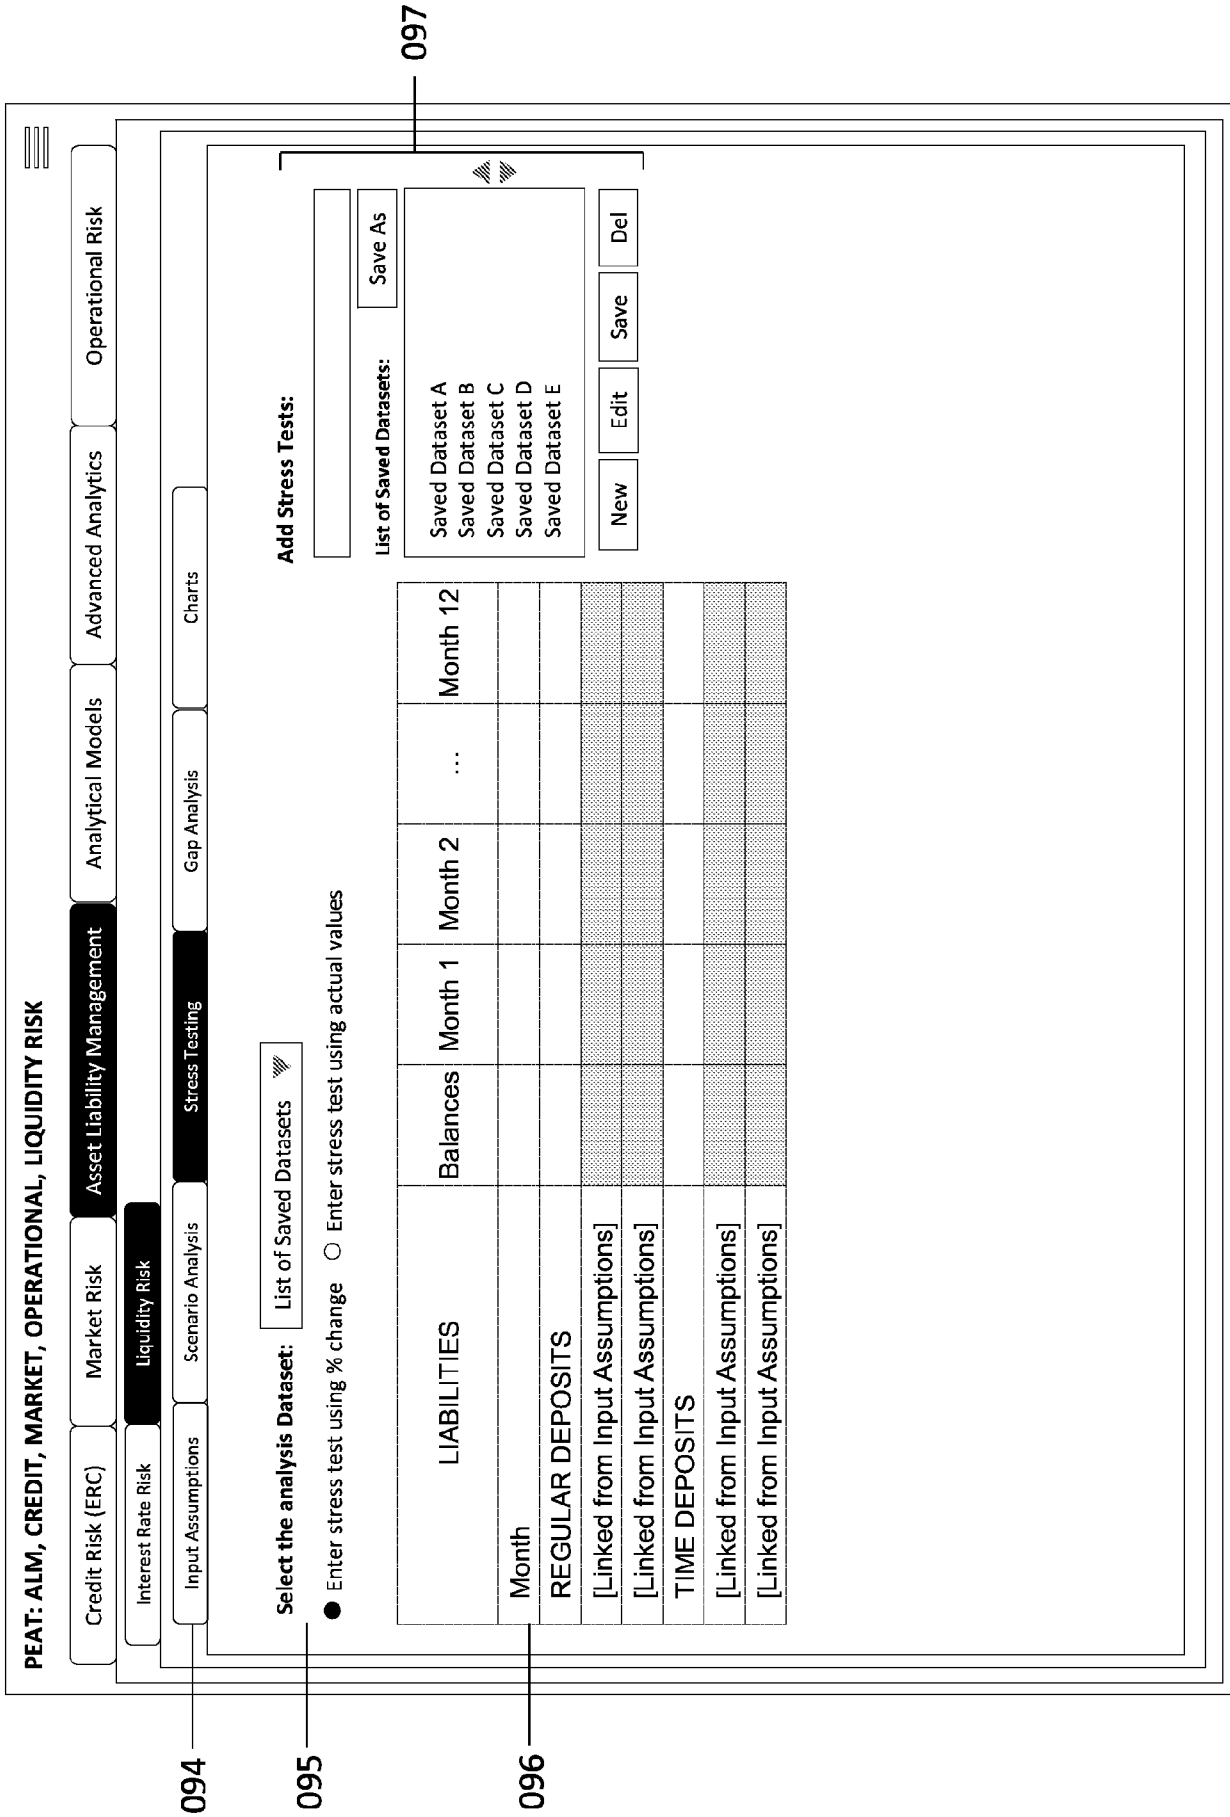 PEAT: ALM, CREDIT, MARKET, OPERATIONAL, LIQUIDITY RISK
Credit Risk (ERC) Market Risk Asset Liability Management Analytical Models Advanced Analytics Operational Risk
Interest Rate Risk Liquidity Risk
Input Assumptions Scenario Analysis Stress Testing Gap Analysis Charts
094
Select the analysis Dataset: List of Saved Datasets
095
Enter stress test using % change Enter stress test using actual values
Add Stress Tests:
Save As
List of Saved Datasets:
Saved Dataset A
Saved Dataset B
Saved Dataset C
Saved Dataset D
Saved Dataset E
New Edit Save Del
097
LIABILITIES Balances Month 1 Month 2 ... Month 12
Month
096
REGULAR DEPOSITS
[Linked from Input Assumptions]
[Linked from Input Assumptions]
TIME DEPOSITS
[Linked from Input Assumptions]
[Linked from Input Assumptions]